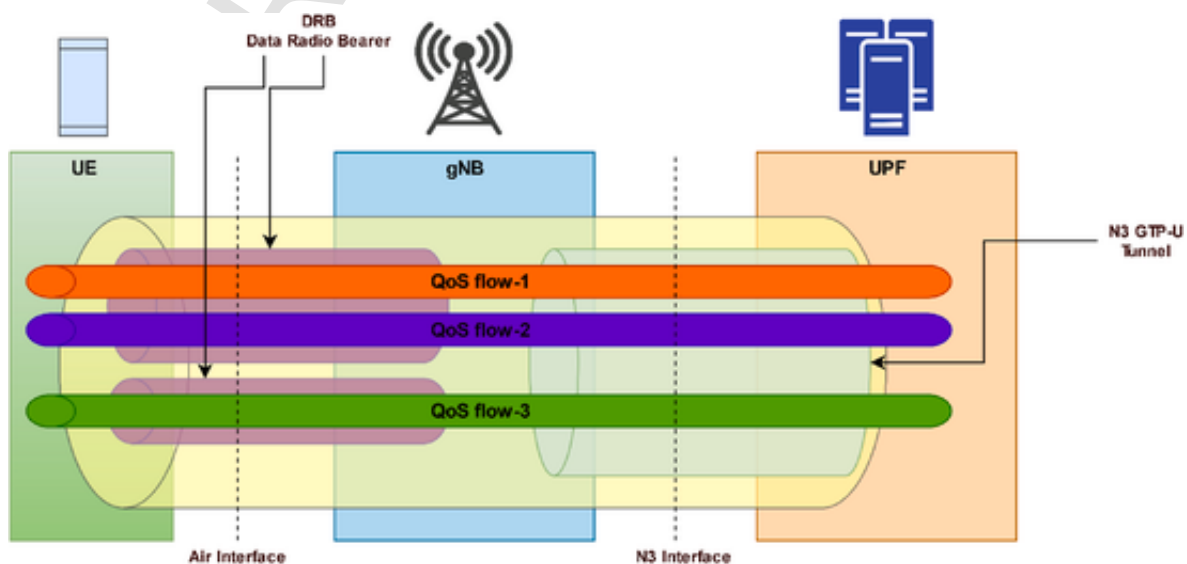 DRB
Data Radio Bearer
UE
gNB
UPF
N3 GTP-U
Tunnel
QoS flow-1
QoS flow-2
QoS flow-3
Air Interface
N3 Interface